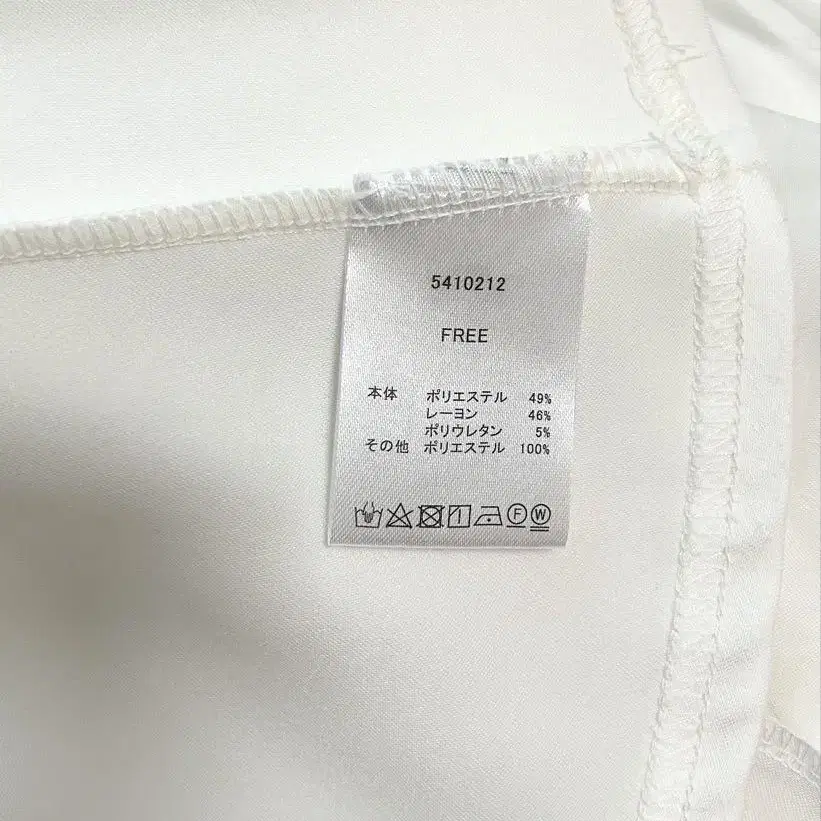 5410212
FREE
本体 ポリエステル 49%
レーヨン 46%
ポリウレタン 5%
その他 ポリエステル 100%
F W